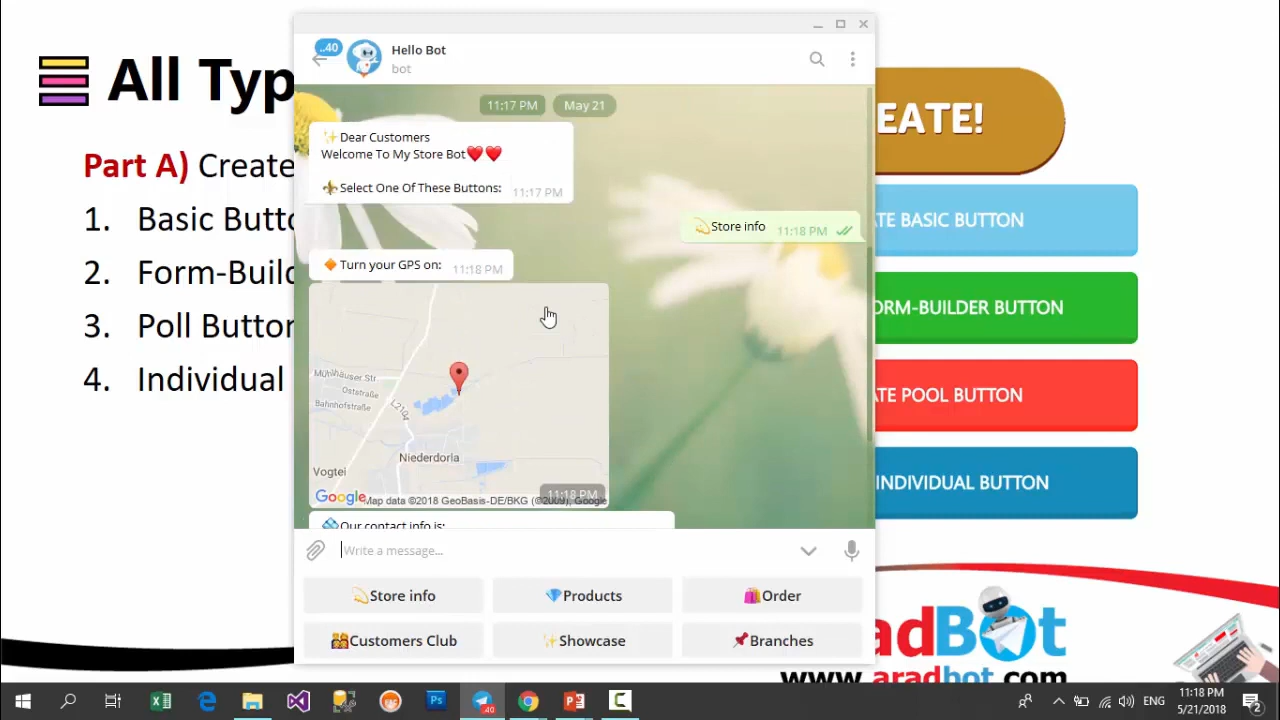 All Typ
Part A) Create
1. Basic Butto
2. Form-Build
3. Poll Button
4. Individual
..40
Hello Bot
bot
11:17 PM
May 21
✨Dear Customers
Welcome To My Store Bot❤️❤️
⚜️Select One Of These Buttons:
11:17 PM
💫Store info
11:18 PM
🔸Turn your GPS on:
11:18 PM
Mühlhäuser Str
Oststraße
Bahnhofstraße
L2104
Niederdorla
Vogtei
11:18 PM
Google
Map data ©2018 GeoBasis-DE/BKG (©2009), Google
💠Our contact info is:
Write a message...
💫Store info
💎Products
🛍Order
Customers Club
✨Showcase
📌Branches
EATE!
ATE BASIC BUTTON
ORM-BUILDER BUTTON
ATE POOL BUTTON
INDIVIDUAL BUTTON
adBot
www.aradbot.com
.40
ENG
11:18 PM
5/21/2018
2